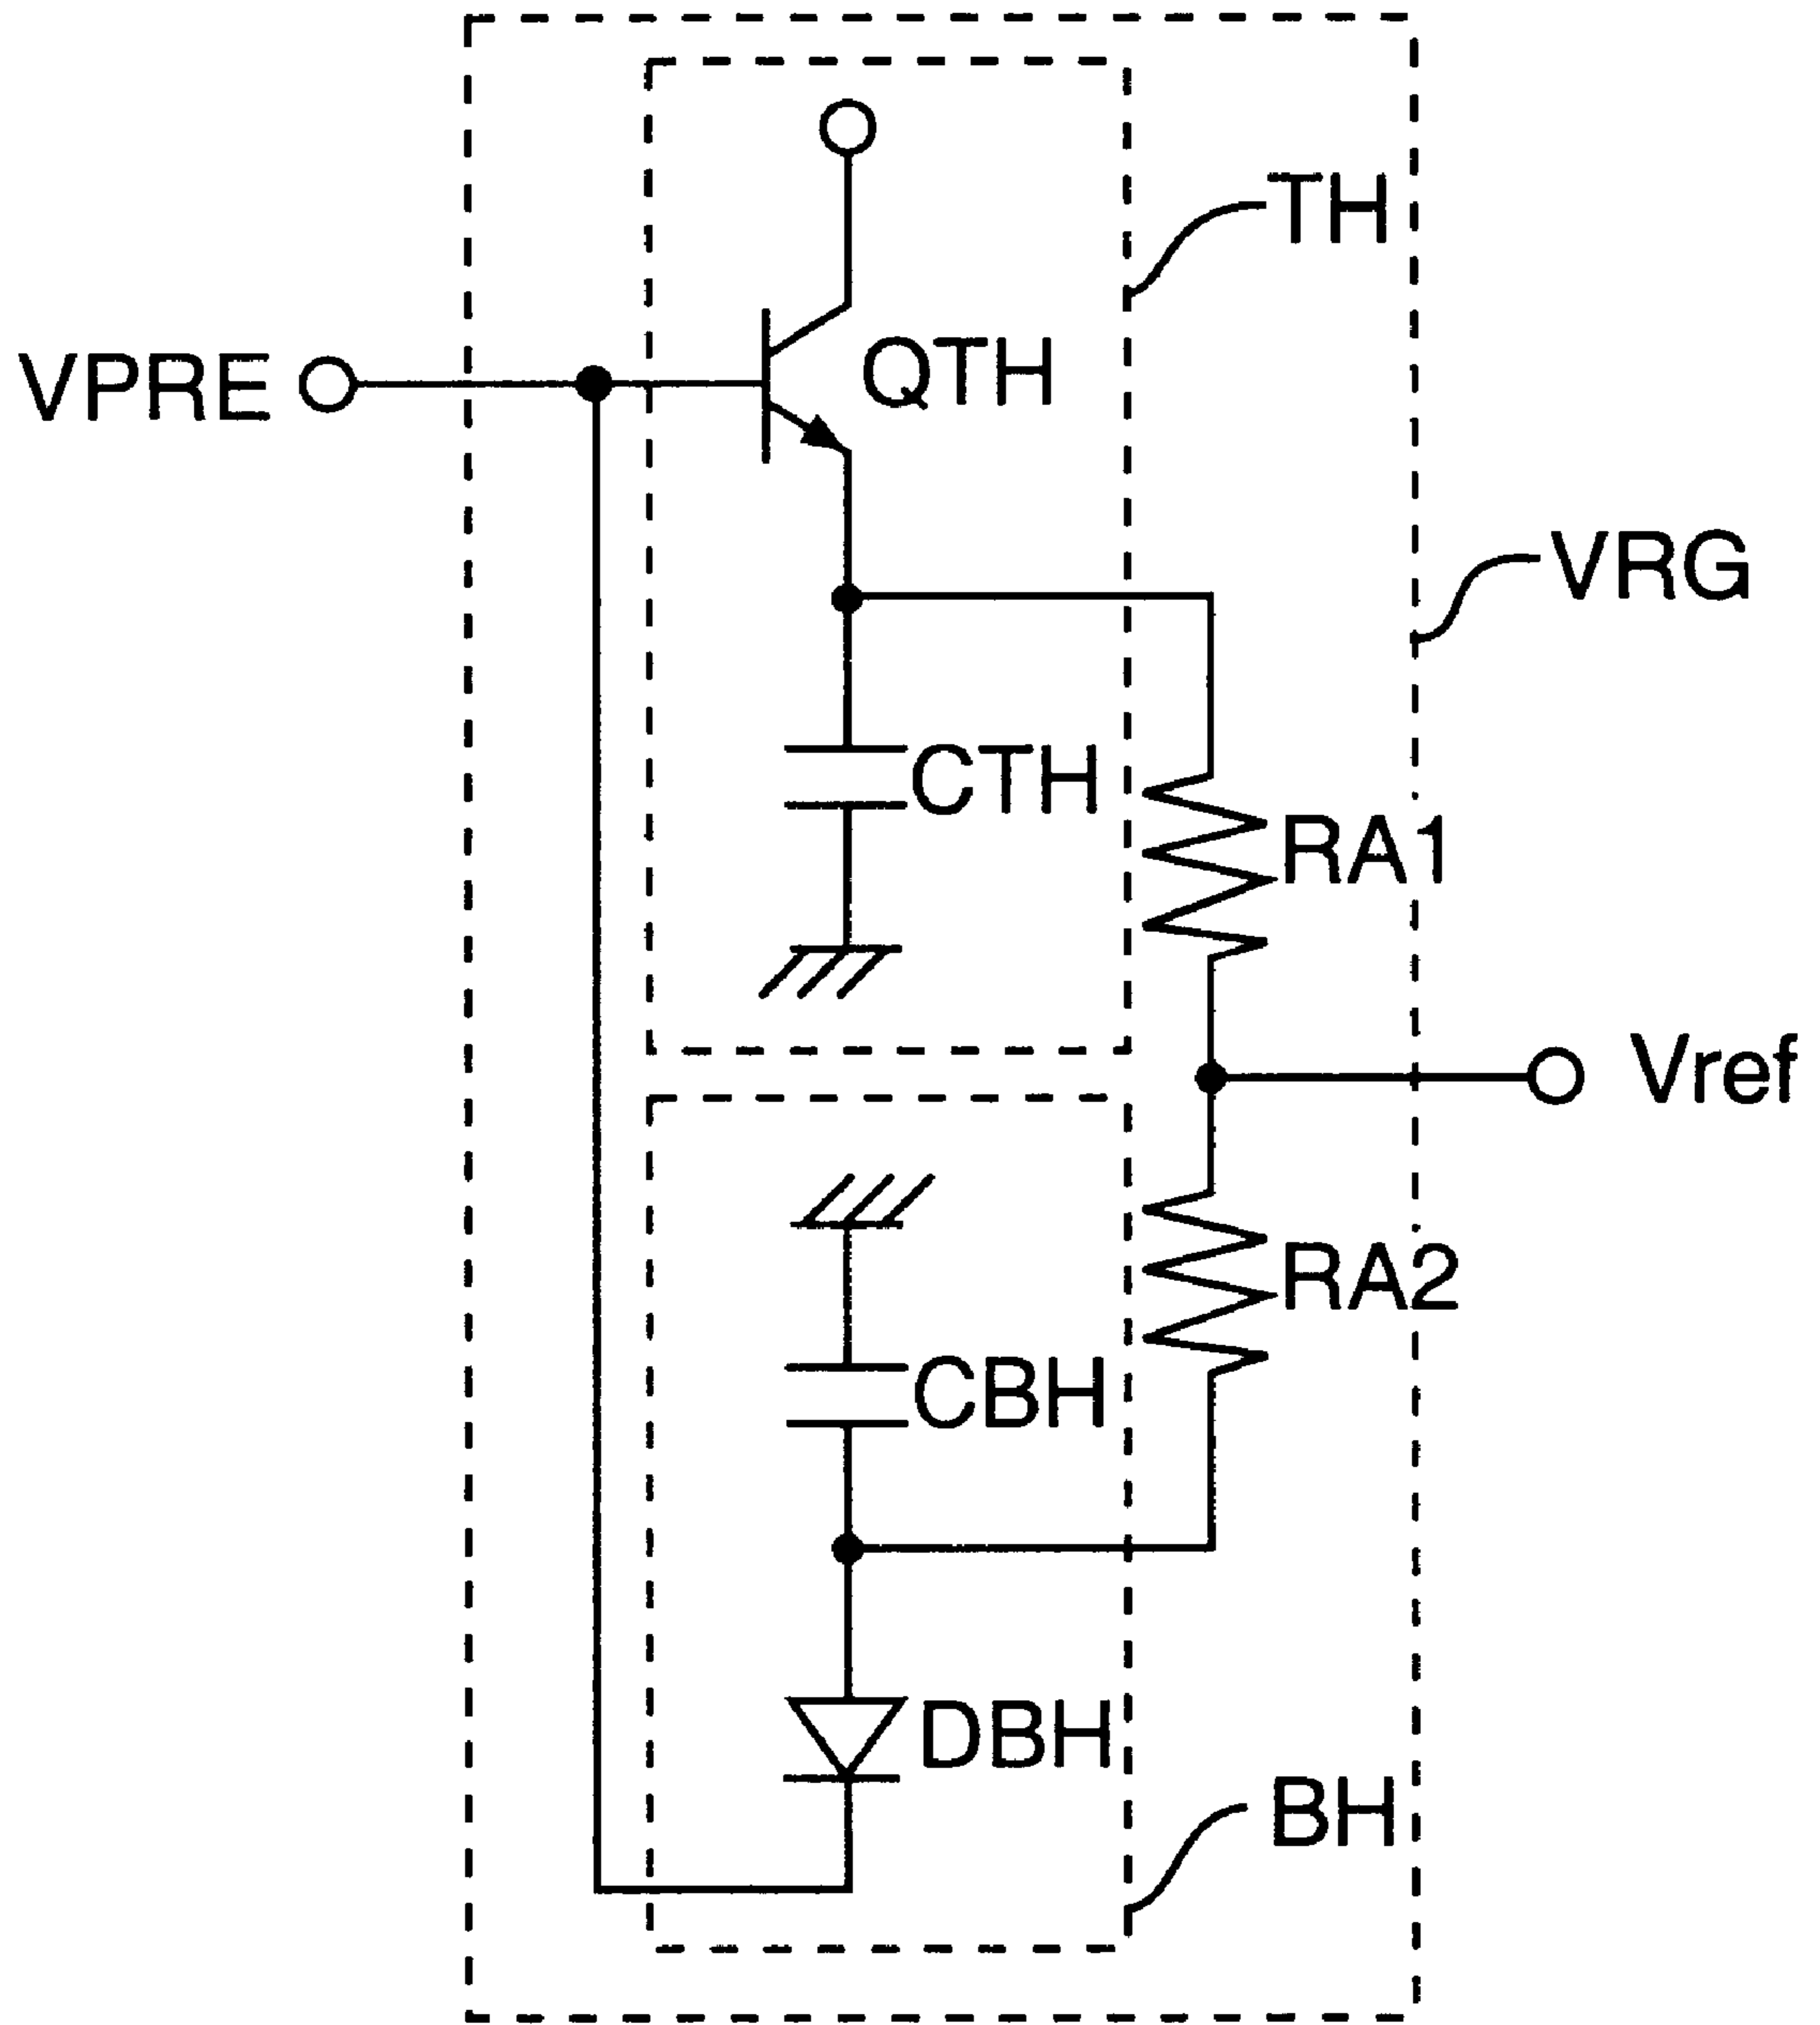 TH
VPRE
QTH
VRG
CTH
RA1
Vref
RA2
CBH
DBH
BH